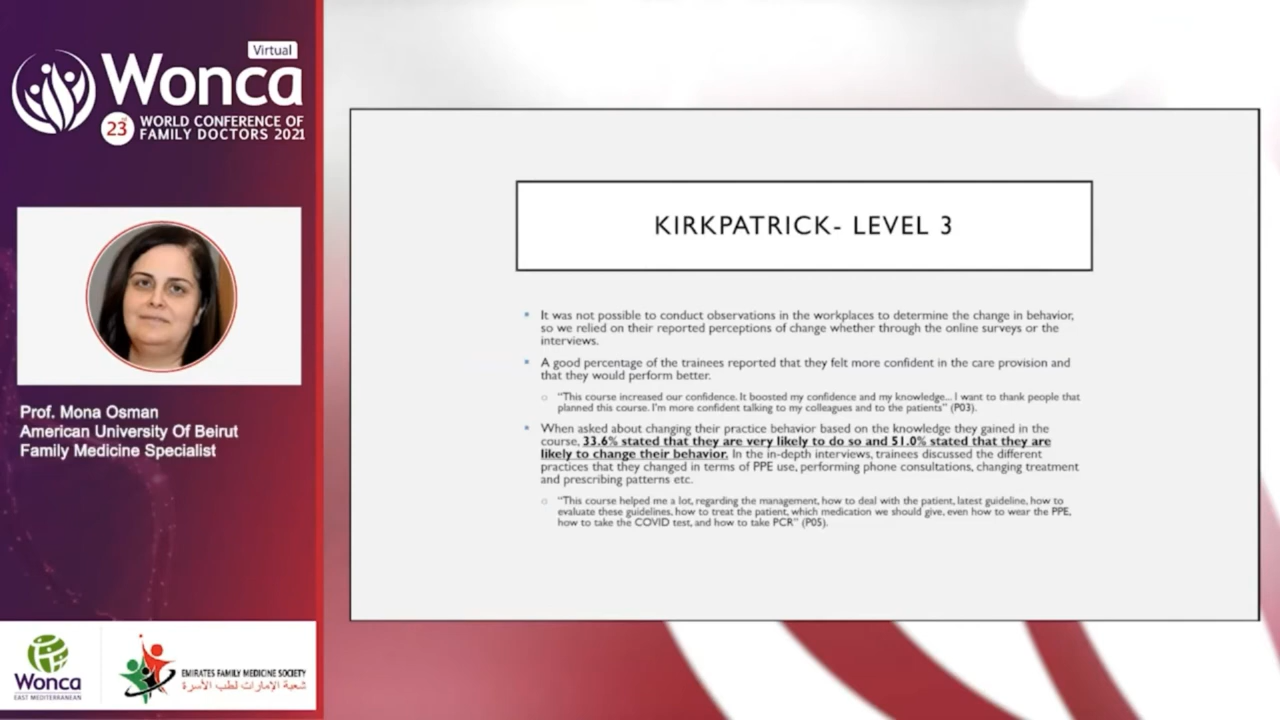 Virtual
Wonca
23rd WORLD CONFERENCE OF
FAMILY DOCTORS 2021
Prof. Mona Osman
American University Of Beirut
Family Medicine Specialist
Wonca
EAST MEDITERRANEAN
EMIRATES FAMILY MEDICINE SOCIETY
شعبة الإمارات لطب الأسرة
KIRKPATRICK- LEVEL 3
It was not possible to conduct observations in the workplaces to determine the change in behavior,
so we relied on their reported perceptions of change whether through the online surveys or the
interviews.
A good percentage of the trainees reported that they felt more confident in the care provision and
that they would perform better.
"This course increased our confidence. It boosted my confidence and my knowledge... I want to thank people that
planned this course. I'm more confident talking to my colleagues and to the patients" (P03).
When asked about changing their practice behavior based on the knowledge they gained in the
course, 33.6% stated that they are very likely to do so and 51.0% stated that they are
likely to change their behavior. In the in-depth interviews, trainees discussed the different
practices that they changed in terms of PPE use, performing phone consultations, changing treatment
and prescribing patterns etc.
"This course helped me a lot, regarding the management, how to deal with the patient, latest guideline, how to
evaluate these guidelines, how to treat the patient, which medication we should give, even how to wear the PPE,
how to take the COVID test, and how to take PCR" (P05).